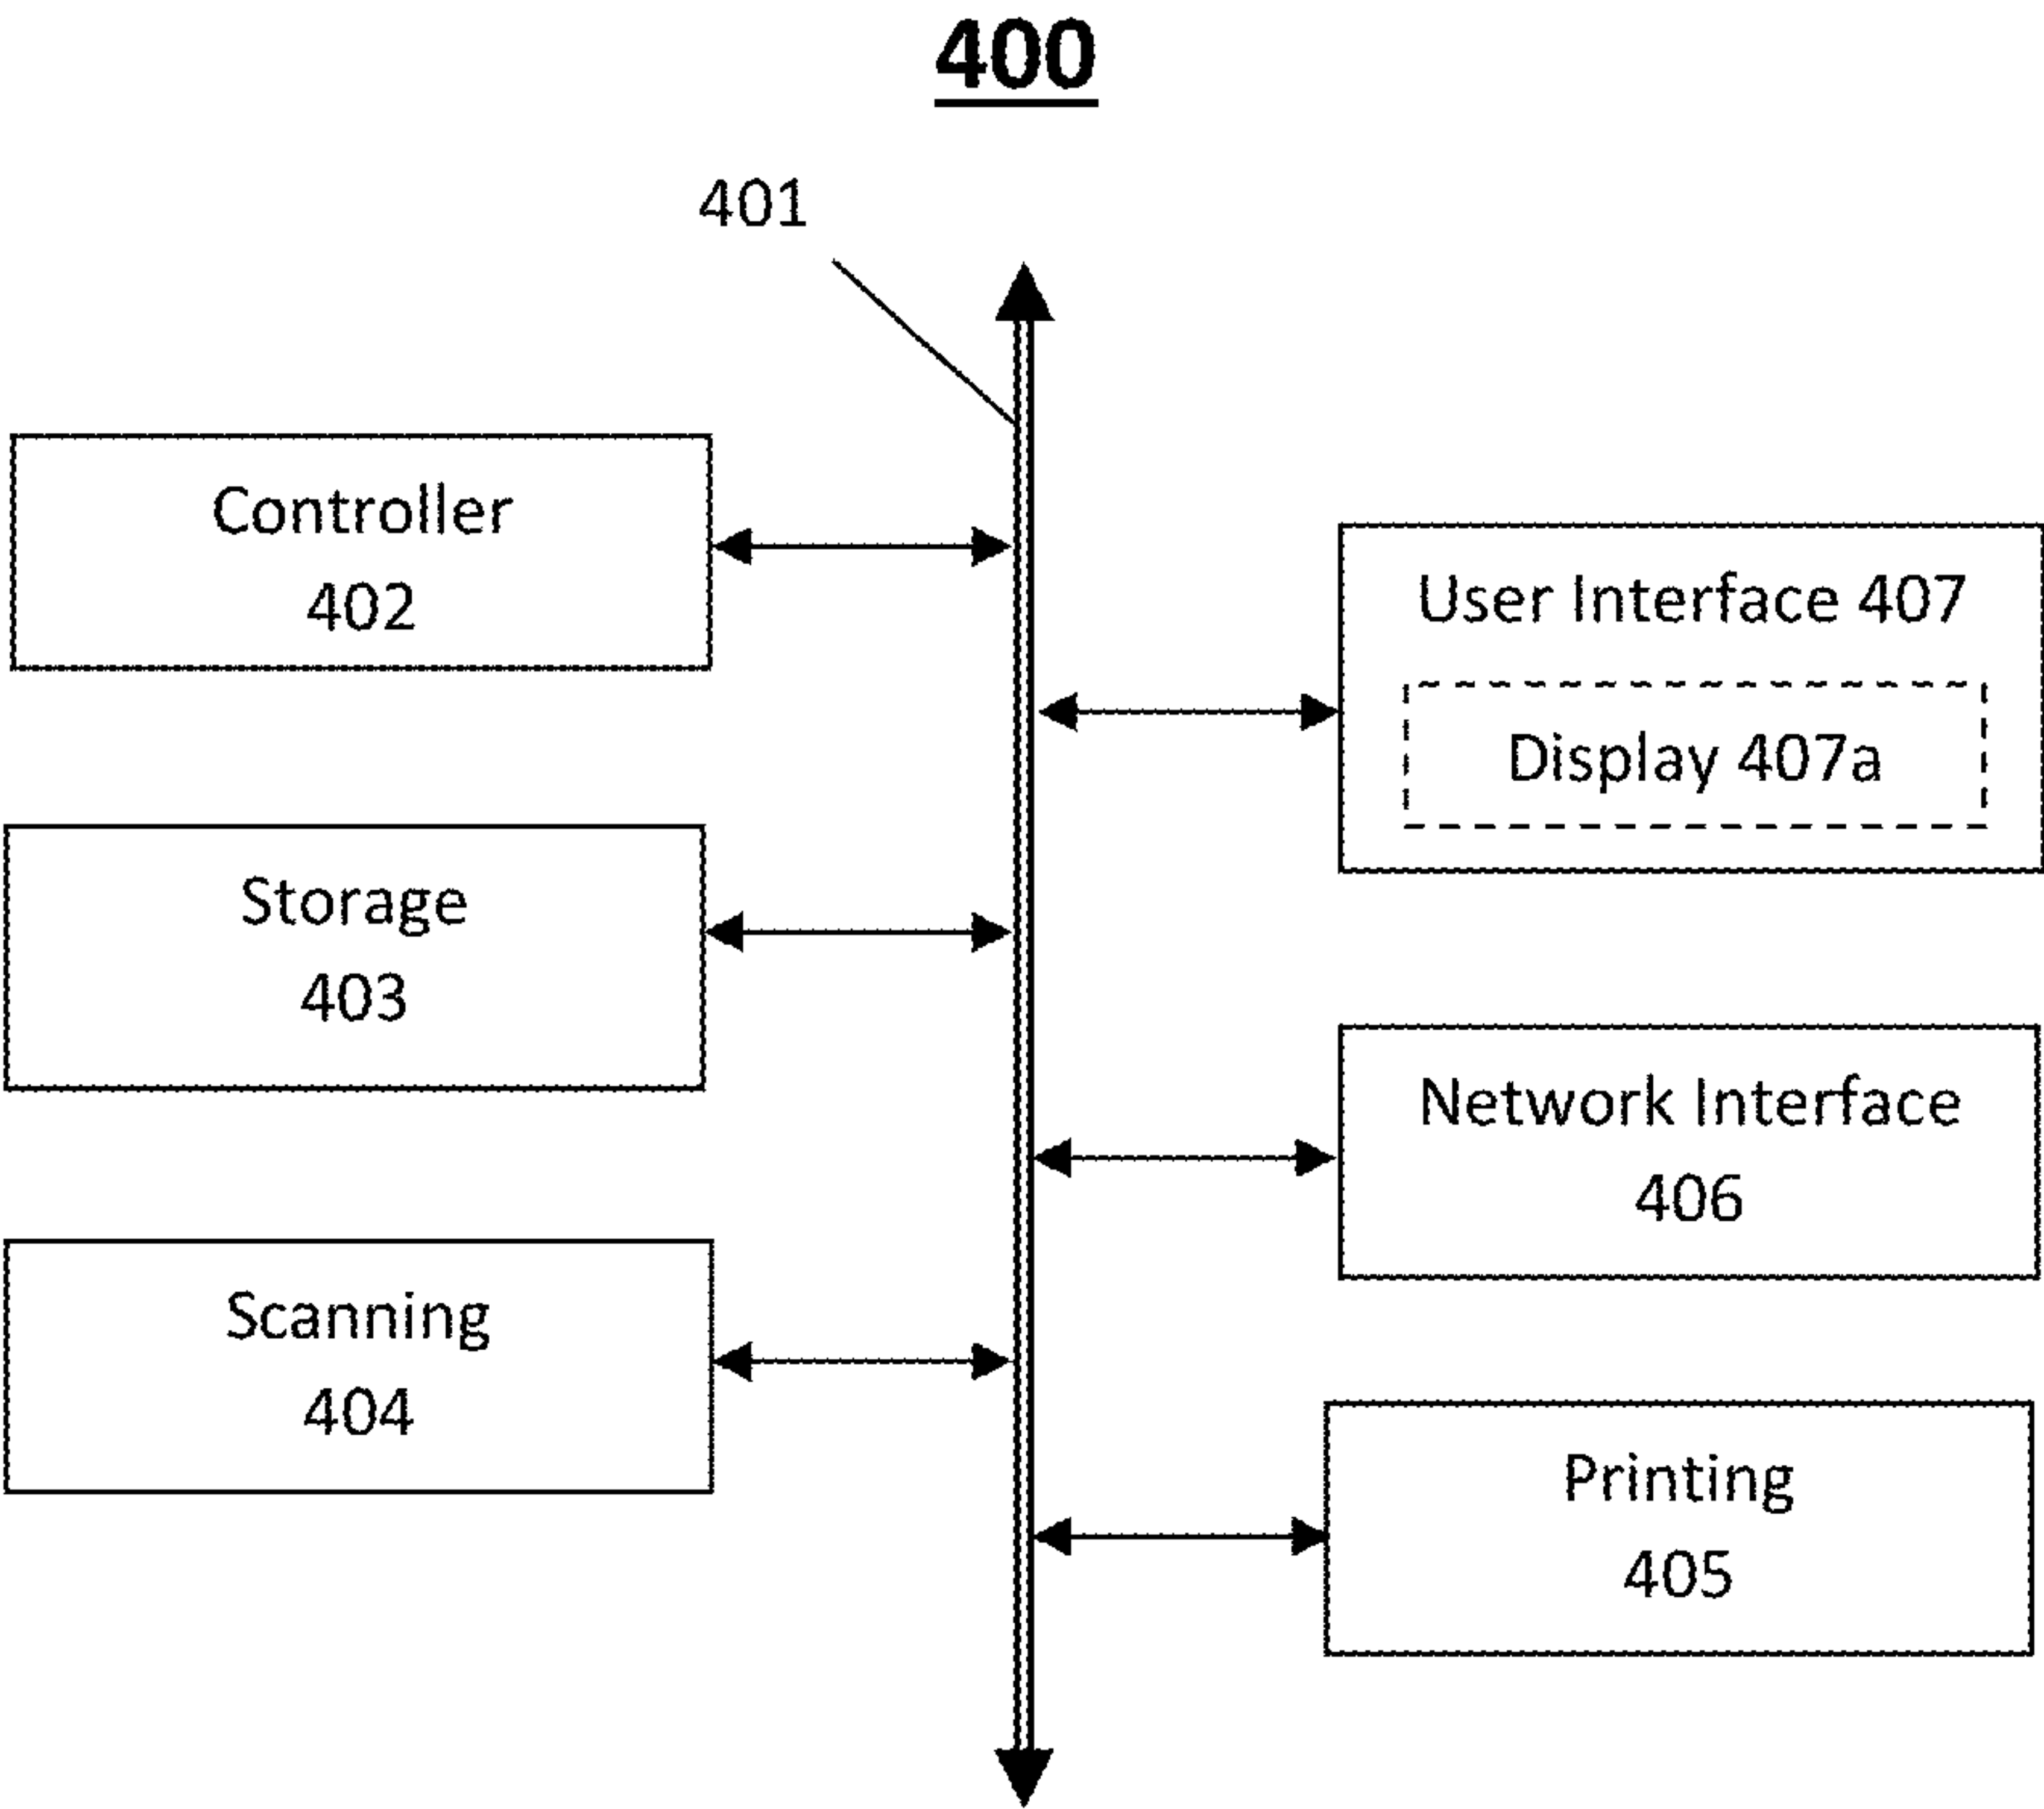 400
401
Controller
402
User Interface 407
Display 407a
Storage
403
Network Interface
406
Scanning
404
Printing
405